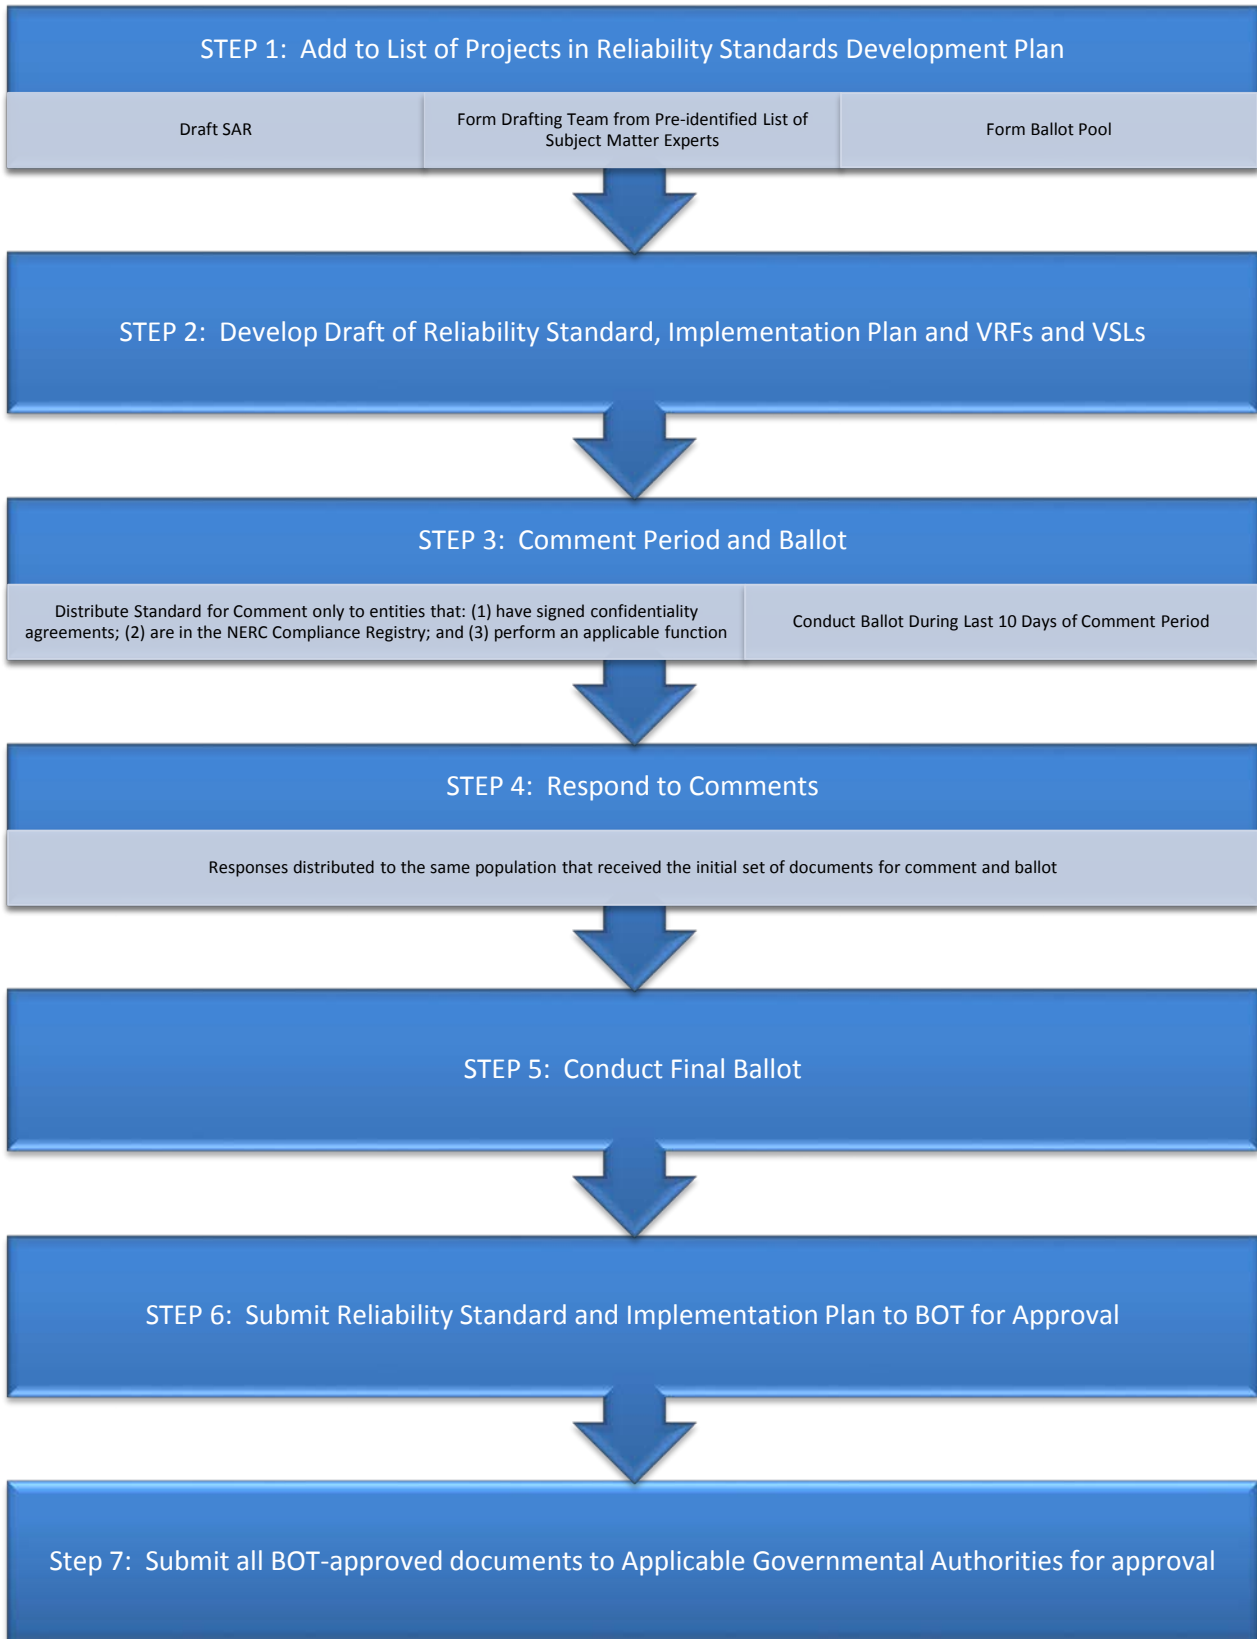 STEP 1:  Add to List of Projects in Reliability Standards Development Plan
Draft SAR
Form Drafting Team from Pre-identified List of
Subject Matter Experts
Form Ballot Pool
STEP 2:  Develop Draft of Reliability Standard, Implementation Plan and VRFs and VSLs
STEP 3:  Comment Period and Ballot
Distribute Standard for Comment only to entities that: (1) have signed confidentiality
agreements; (2) are in the NERC Compliance Registry; and (3) perform an applicable function
Conduct Ballot During Last 10 Days of Comment Period
STEP 4:  Respond to Comments
Responses distributed to the same population that received the initial set of documents for comment and ballot
STEP 5:  Conduct Final Ballot
STEP 6:  Submit Reliability Standard and Implementation Plan to BOT for Approval
Step 7:  Submit all BOT-approved documents to Applicable Governmental Authorities for approval